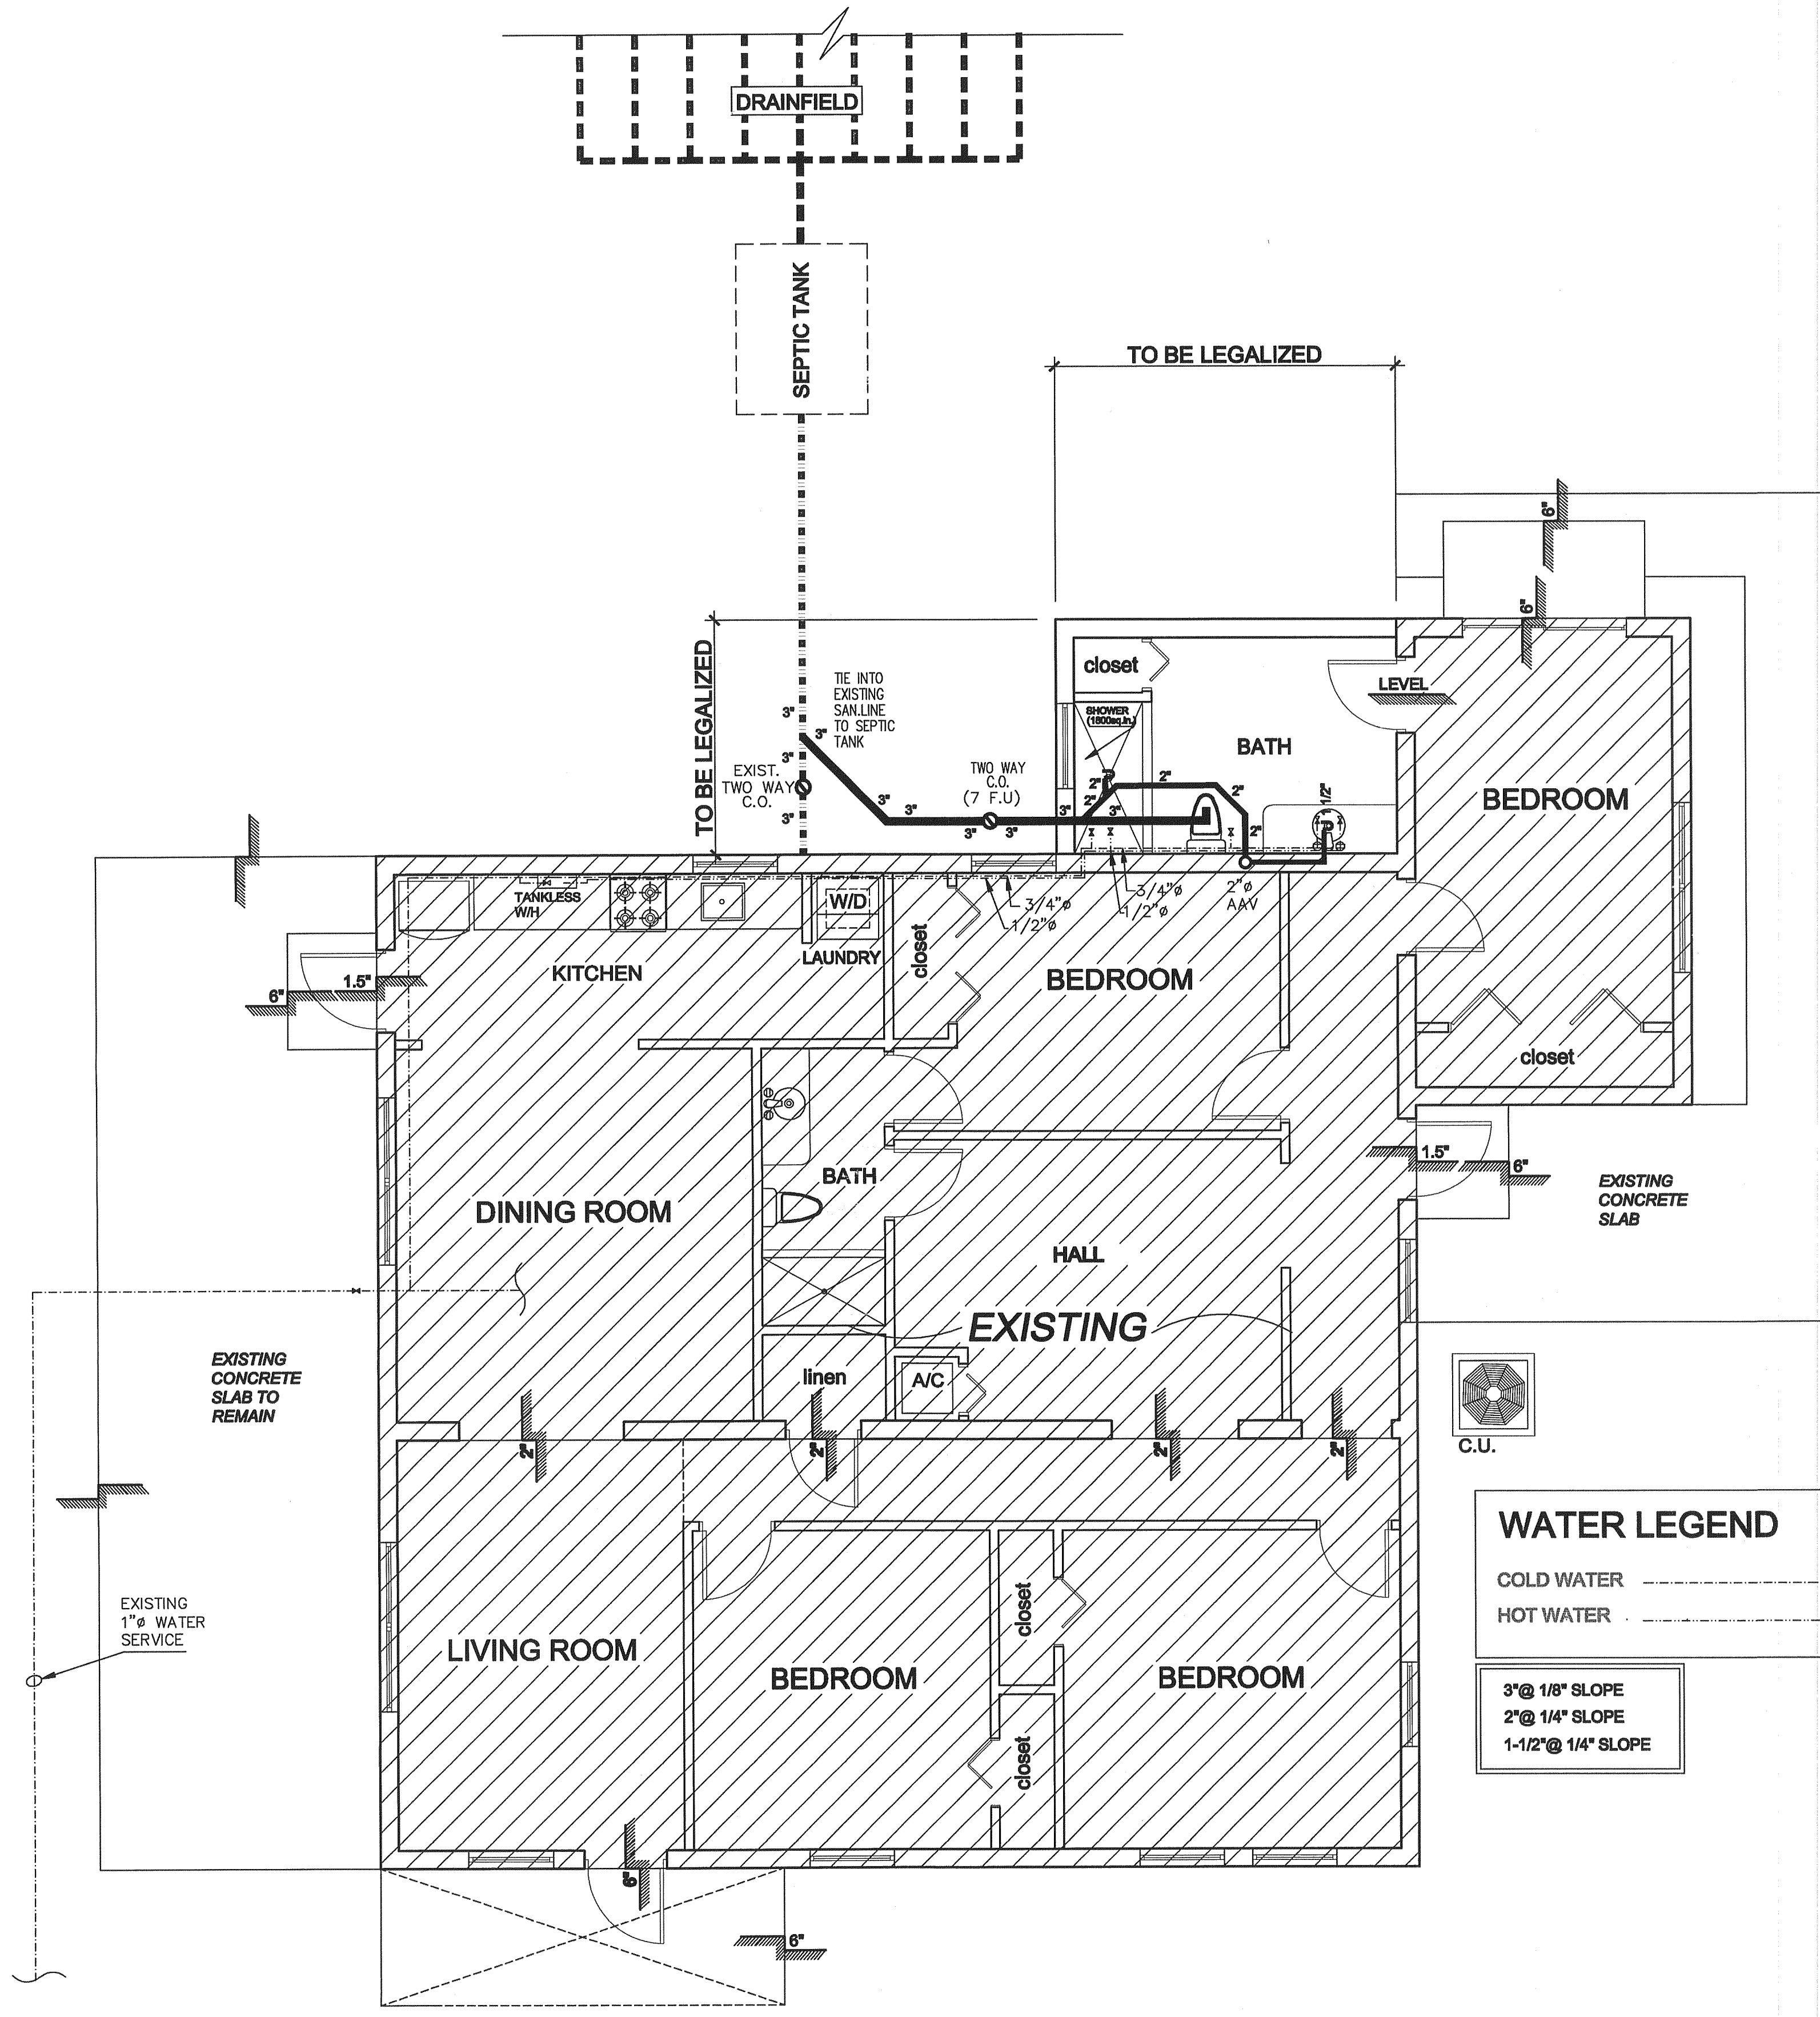 DRAINFIELD
SEPTIC TANK
TO BE LEGALIZED
6"
6"
TO BE LEGALIZED
TIE INTO
EXISTING
SAN.LINE
TO SEPTIC
TANK
3"
3"
3"
3"
EXIST.
TWO WAY
C.O.
TWO WAY
C.O.
(7 F.U)
3"
3"
3"
3"
3"
3"
closet
SHOWER
(1800sq.in.)
2"
2"
2"
2"
2"
1 1/2"
BATH
LEVEL
BEDROOM
TANKLESS
W/H
W/D
LAUNDRY
KITCHEN
closet
3/4"ø
1/2"ø
3/4"ø
1/2"ø
2"ø
AAV
BEDROOM
1.5"
6"
closet
DINING ROOM
BATH
HALL
EXISTING
1.5"
6"
EXISTING
CONCRETE
SLAB
EXISTING
CONCRETE
SLAB TO
REMAIN
linen
A/C
2"
2"
2"
2"
C.U.
WATER LEGEND
COLD WATER
HOT WATER
3"@ 1/8" SLOPE
2"@ 1/4" SLOPE
1-1/2"@ 1/4" SLOPE
EXISTING
1"ø WATER
SERVICE
LIVING ROOM
BEDROOM
closet
closet
BEDROOM
6"
6"